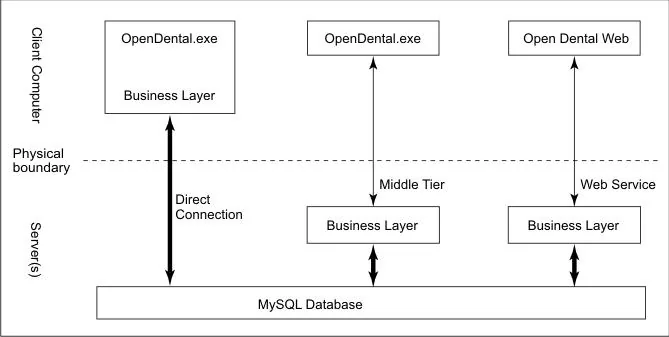 Client Computer
OpenDental.exe
Business Layer
OpenDental.exe
Open Dental Web
Physical
boundary
Direct
Connection
Middle Tier
Web Service
Server(s)
Business Layer
Business Layer
MySQL Database